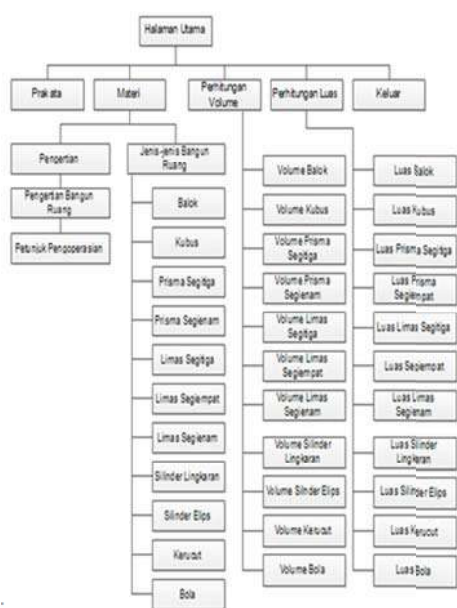 Halaman Utama
Prakata
Materi
Perhitungan
Volume
Perhitungan Luas
Keluar
Pengertian
Pengertian Bangun
Ruang
Petunjuk Pengoperasian
Jenis-jenis Bangun
Ruang
Balok
Kubus
Prisma Segitiga
Prisma Segienam
Limas Segitiga
Limas Segiempat
Limas Segienam
Silinder Lingkaran
Silinder Elips
Kerucut
Bola
Volume Balok
Volume Kubus
Volume Prisma
Segitiga
Volume Prisma
Segienam
Volume Limas
Segitiga
Volume Limas
Segiempat
Volume Limas
Segienam
Volume Silinder
Lingkaran
Volume Silinder Elips
Volume Kerucut
Volume Bola
Luas Balok
Luas Kubus
Luas Prisma Segitiga
Luas Prisma
Segiempat
Luas Limas Segitiga
Luas Segiempat
Luas Limas
Segienam
Luas Silinder
Lingkaran
Luas Silinder Elips
Luas Kerucut
Luas Bola